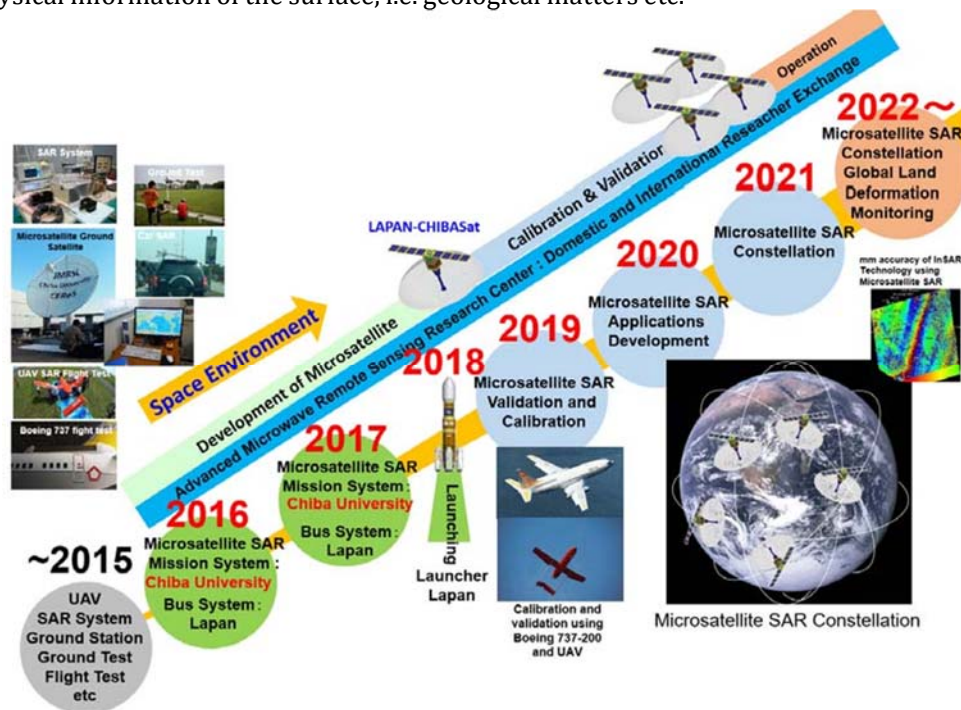 ysical information of the surface, i.e. geological matters etc.
SAR System
Ground Test
Car SAR
Microsatellite Ground
Satellite
JMRSL
Chiba University
CEReS
UAV SAR Flight Test
Boeing 737 fight test
Space Environment
Development of Microsatellite
Calibration & Validation
Operation
Advanced Microwave Remote Sensing Research Center : Domestic and International Reseacher Exchange
LAPAN-CHIBASat
~2015
UAV
SAR System
Ground Station
Ground Test
Flight Test
etc
2016
Microsatellite SAR
Mission System :
Chiba University
Bus System :
Lapan
2017
Microsatellite SAR
Mission System :
Chiba University
Bus System :
Lapan
2018
Launching
Launcher
Lapan
2019
Microsatellite SAR
Validation and
Calibration
Calibration and
validation using
Boeing 737-200
and UAV
2020
Microsatellite SAR
Applications
Development
2021
Microsatellite SAR
Constellation
2022~
Microsatellite SAR
Constellation
Global Land
Deformation
Monitoring
mm accuracy of InSAR
Technology using
Microsatellite SAR
Microsatellite SAR Constellation